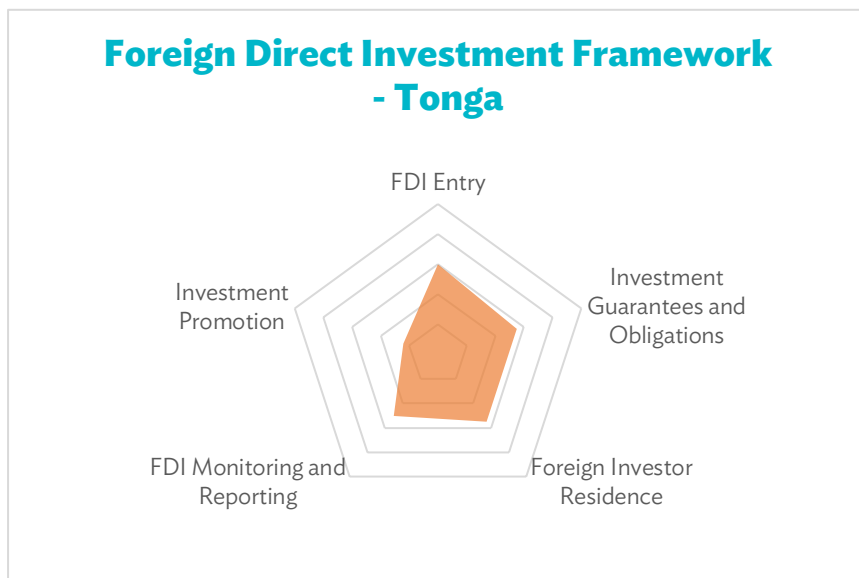 Foreign Direct Investment Framework
- Tonga
FDI Entry
Investment
Guarantees and
Obligations
Foreign Investor
Residence
FDI Monitoring and
Reporting
Investment
Promotion